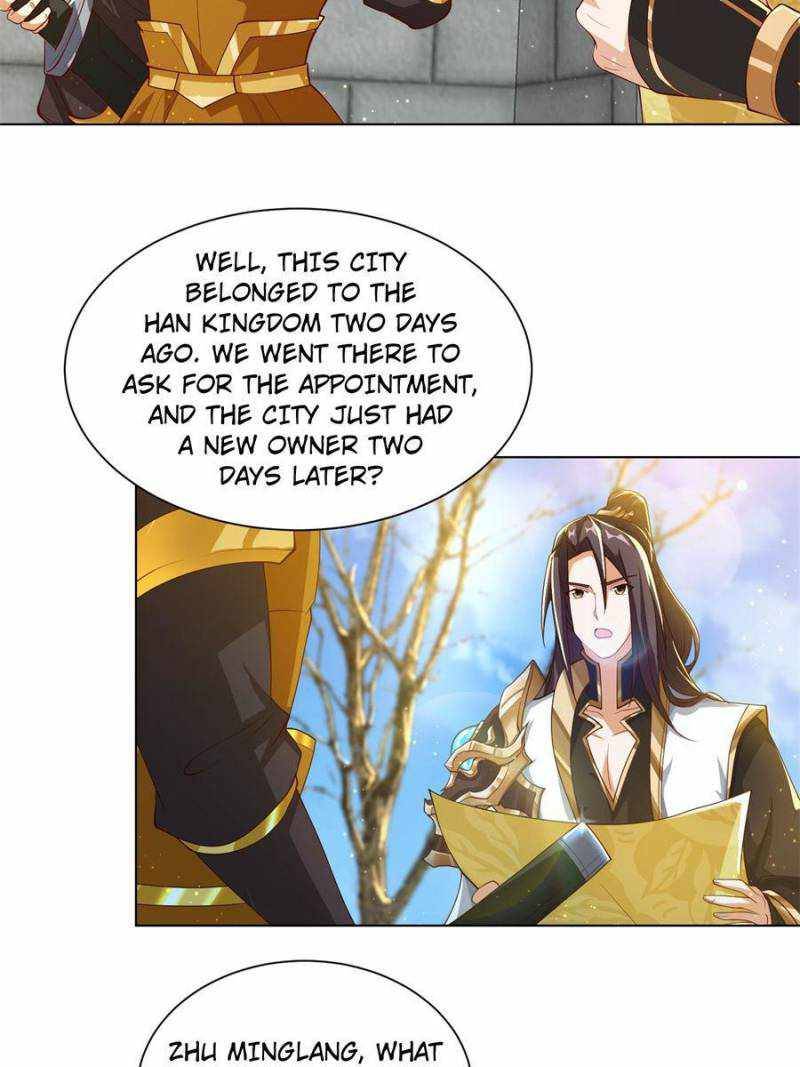 WELL, THIS CITY
BELONGED TO THE
HAN KINGDOM TWO DAYS
AGO. WE WENT THERE TO
ASK FOR THE APPOINTMENT,
AND THE CITY JUST HAD
A NEW OWNER TWO
DAYS LATER?
ZHU MINGLANG, WHAT